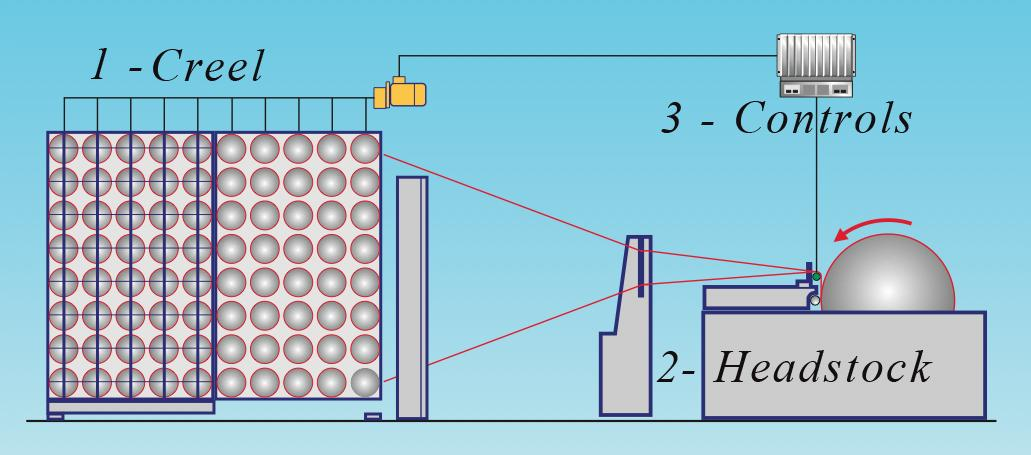 1 - Creel
3 - Controls
2- Headstock